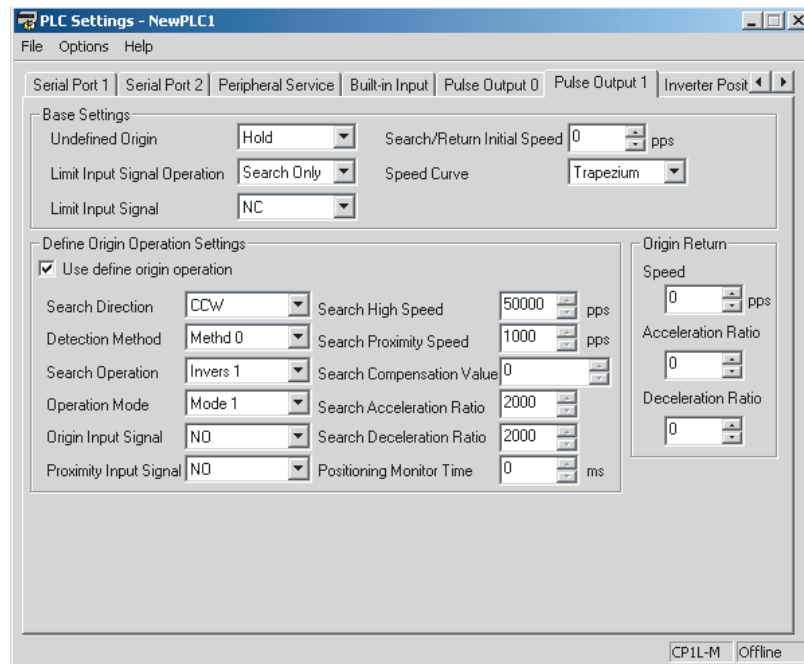 PLC Settings - NewPLC1
File Options Help
Serial Port 1 Serial Port 2 Peripheral Service Built-in Input Pulse Output 0 Pulse Output 1 Inverter Posit
Base Settings
Undefined Origin Hold Search/Return Initial Speed 0 pps
Limit Input Signal Operation Search Only Speed Curve Trapezium
Limit Input Signal NC
Define Origin Operation Settings
Use define origin operation
Search Direction CCW Search High Speed 50000 pps
Detection Method Methd 0 Search Proximity Speed 1000 pps
Search Operation Invers 1 Search Compensation Value 0
Operation Mode Mode 1 Search Acceleration Ratio 2000
Origin Input Signal NO Search Deceleration Ratio 2000
Proximity Input Signal NO Positioning Monitor Time 0 ms
Origin Return
Speed
0 pps
Acceleration Ratio
0
Deceleration Ratio
0
CP1L-M Offline